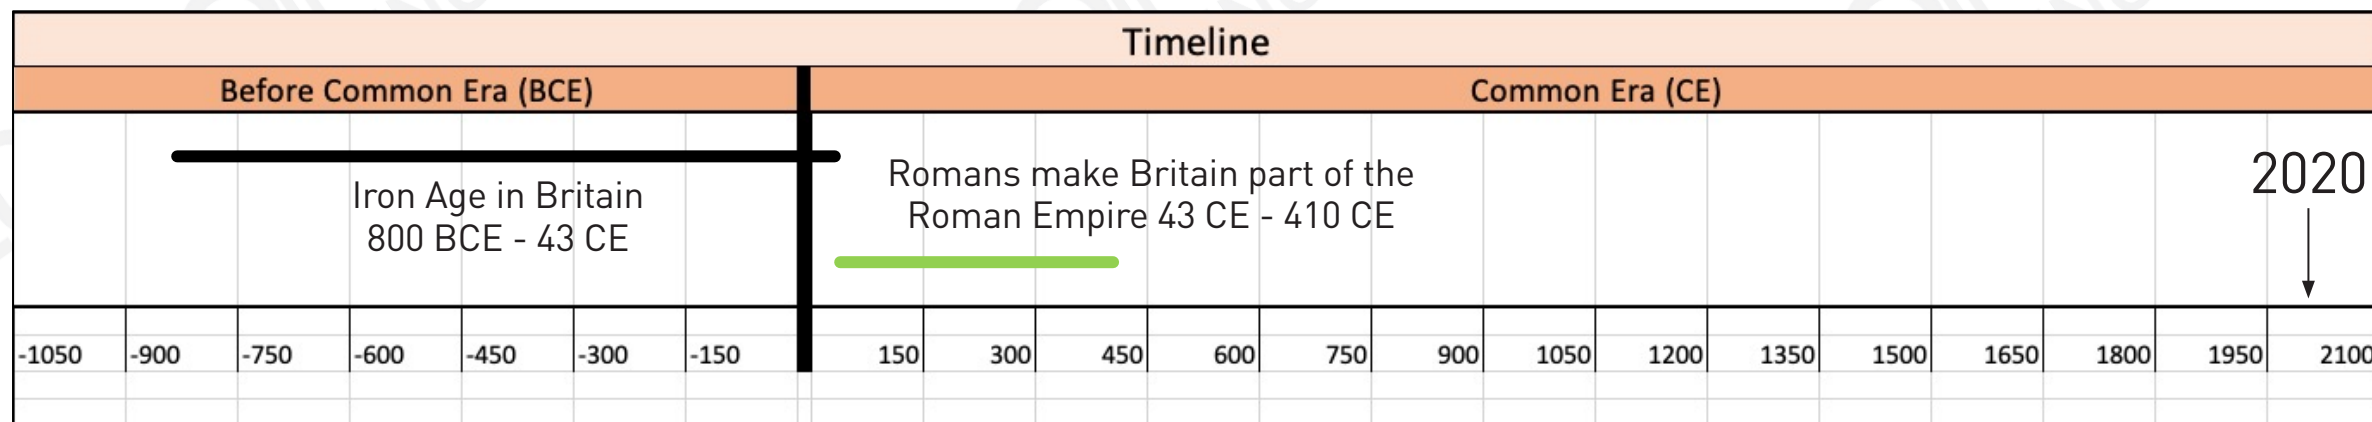 Timeline
Before Common Era (BCE) Common Era (CE)
Iron Age in Britain
800 BCE - 43 CE
Romans make Britain part of the
Roman Empire 43 CE - 410 CE
2020
-1050 -900 -750 -600 -450 -300 -150 150 300 450 600 750 900 1050 1200 1350 1500 1650 1800 1950 2100